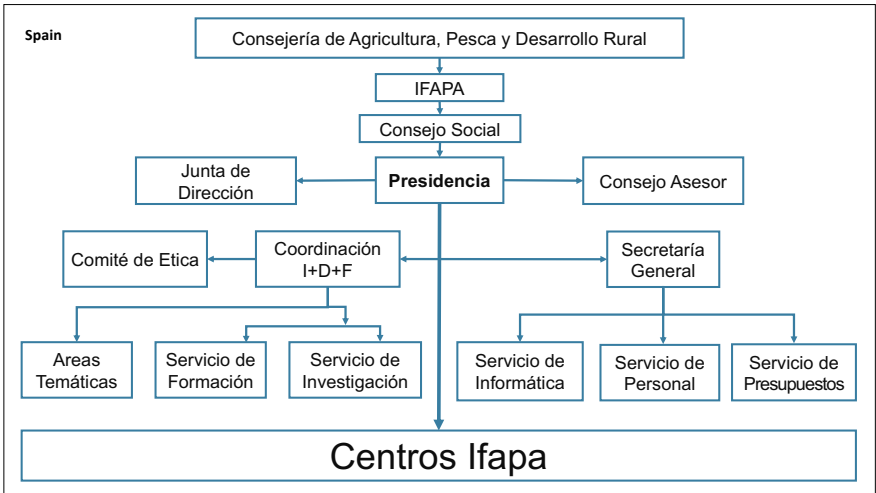 Spain
Consejería de Agricultura, Pesca y Desarrollo Rural
IFAPA
Consejo Social
Junta de
Dirección
Presidencia
Consejo Asesor
Comité de Etica
Coordinación
I+D+F
Secretaría
General
Areas
Temáticas
Servicio de
Formación
Servicio de
Investigación
Servicio de
Informática
Servicio de
Personal
Servicio de
Presupuestos
Centros Ifapa